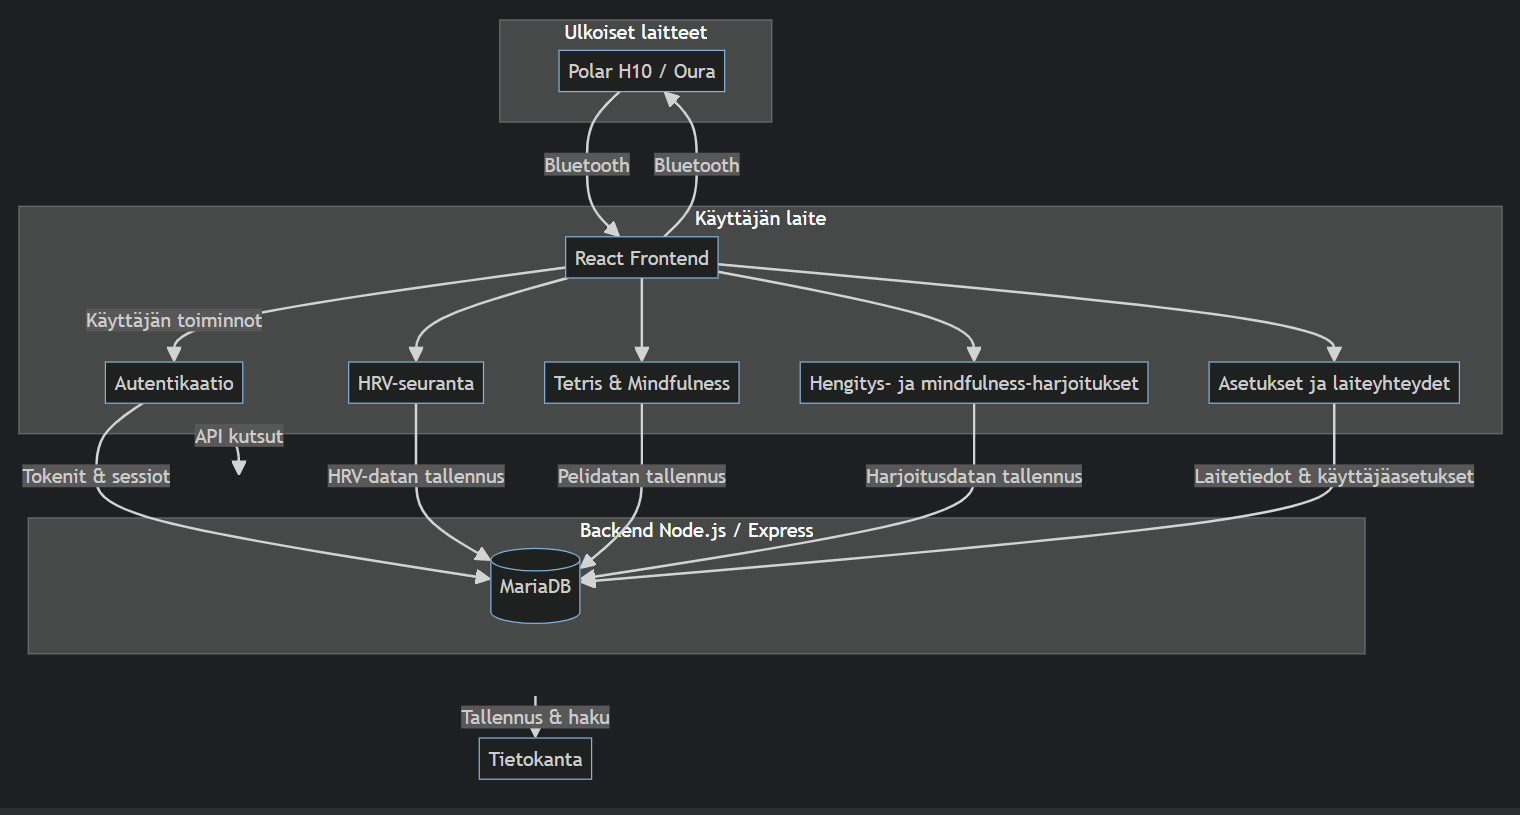 Ulkoiset laitteet
Polar H10 / Oura
Bluetooth
Bluetooth
Käyttäjän laite
React Frontend
Käyttäjän toiminnot
Autentikaatio
HRV-seuranta
Tetris & Mindfulness
Hengitys- ja mindfulness-harjoitukset
Asetukset ja laiteyhteydet
API kutsut
Tokenit & sessiot
HRV-datan tallennus
Pelidatan tallennus
Harjoitusdatan tallennus
Laitetiedot & käyttäjäasetukset
Backend Node.js / Express
MariaDB
Tallennus & haku
Tietokanta